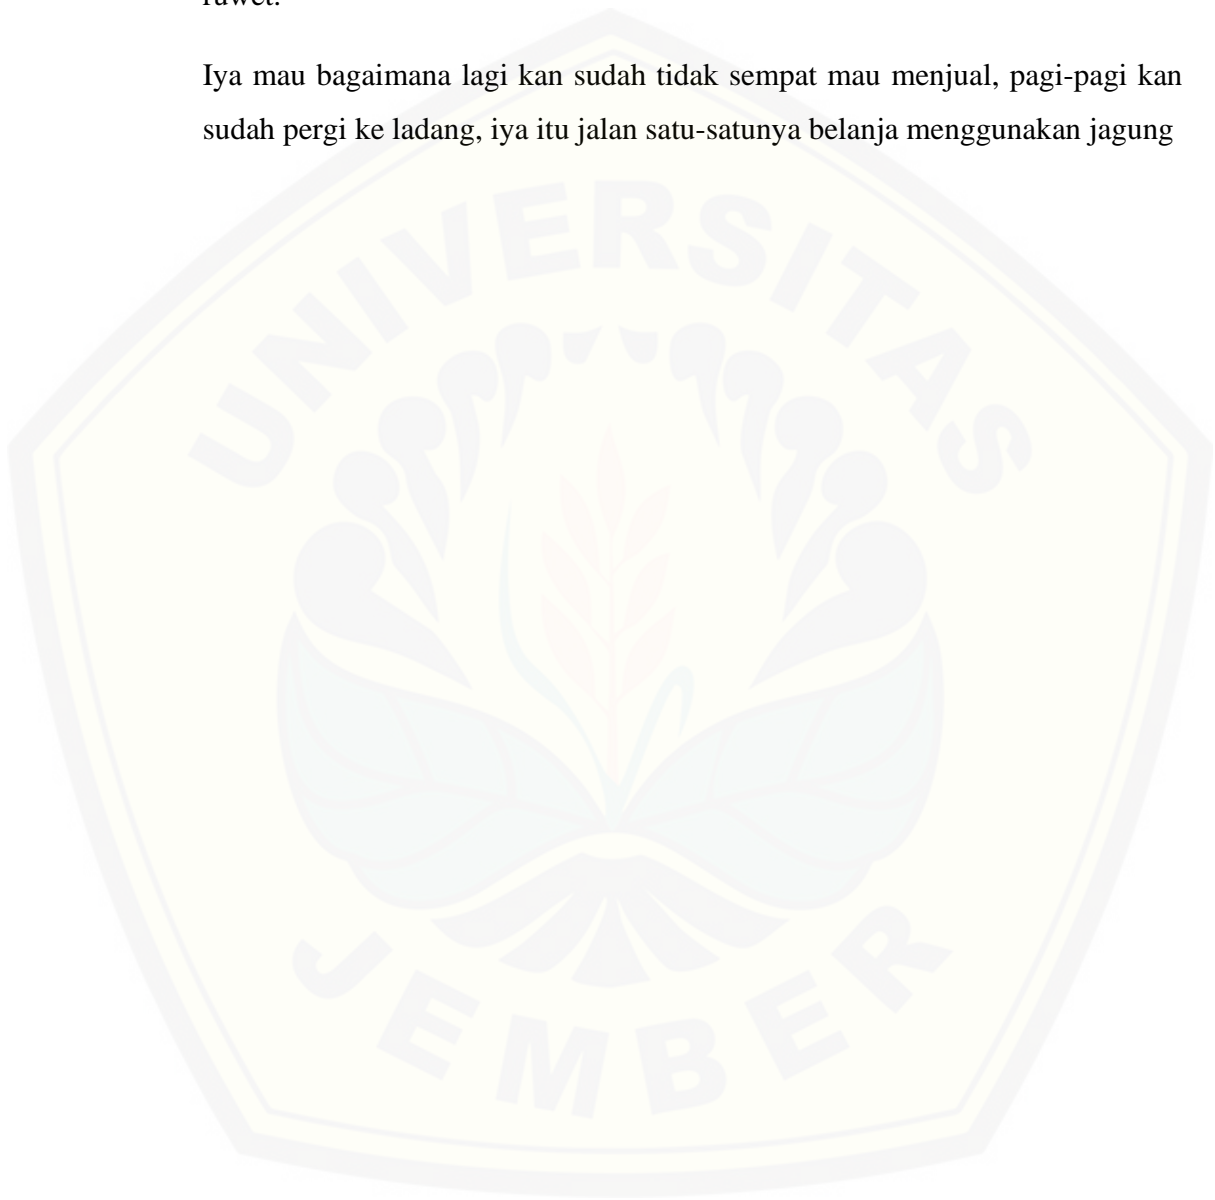 Iya mau bagaimana lagi kan sudah tidak sempat mau menjual, pagi-pagi kan
sudah pergi ke ladang, iya itu jalan satu-satunya belanja menggunakan jagung
UNIVERSITAS
JEMBER